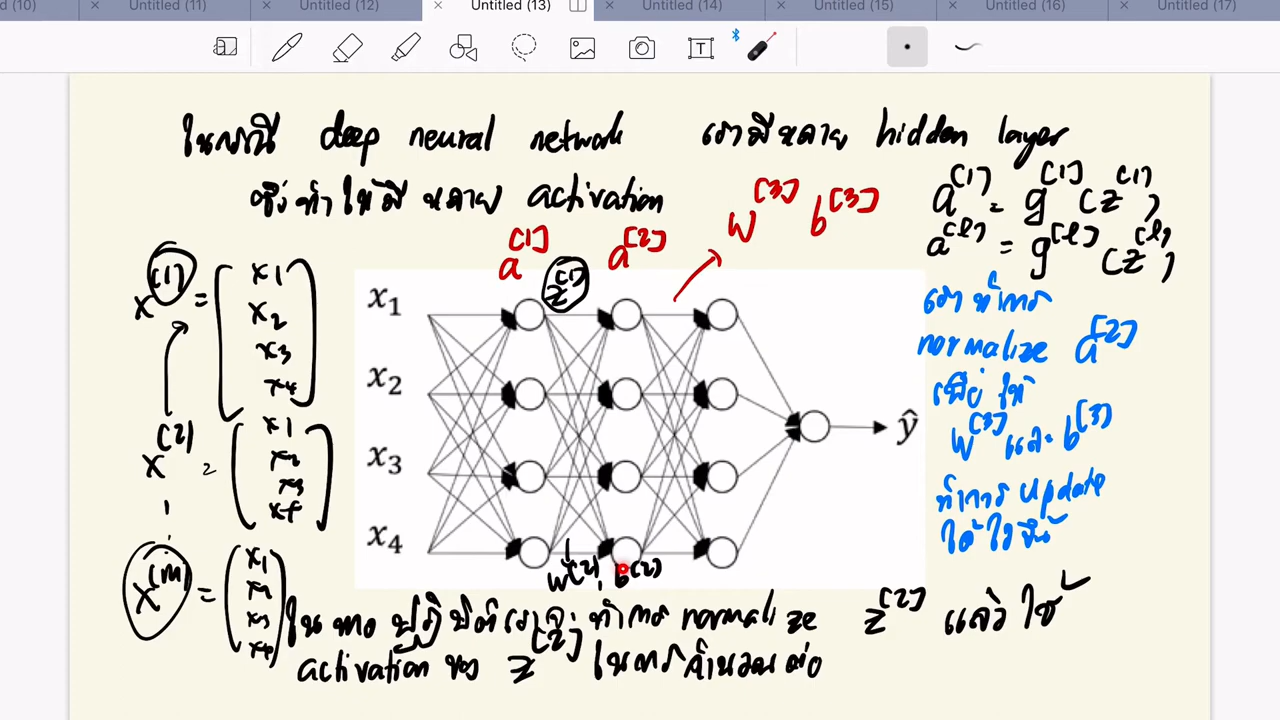 d (10) Untitled (11) Untitled (12) Untitled (13) Untitled (14) Untitled (15) Untitled (16) Untitled (17)
ในกรณี deep neural network เรามีหลาย hidden layer
ซึ่งทำให้มีหลาย activation
w[3] b[3]
a[1] = g[1] (z[1])
a[l] = g[l] (z[l])
a[1] a[2]
z[1]
x(1) = [x1 x2 x3 x4]
x(2) = [x1 x2 x3 x4]
x(m) = [x1 x2 x3 x4]
x1
x2
x3
x4
ŷ
w[2], b[2]
เราทำการ
normalize a[2]
เพื่อให้
w[3] และ b[3]
ทำการ update
ได้ไวขึ้น
ในทางปฏิบัติเราจะทำการ normalize z[2] แล้วใช้
activation ของ z[2] ในการคำนวณต่อ